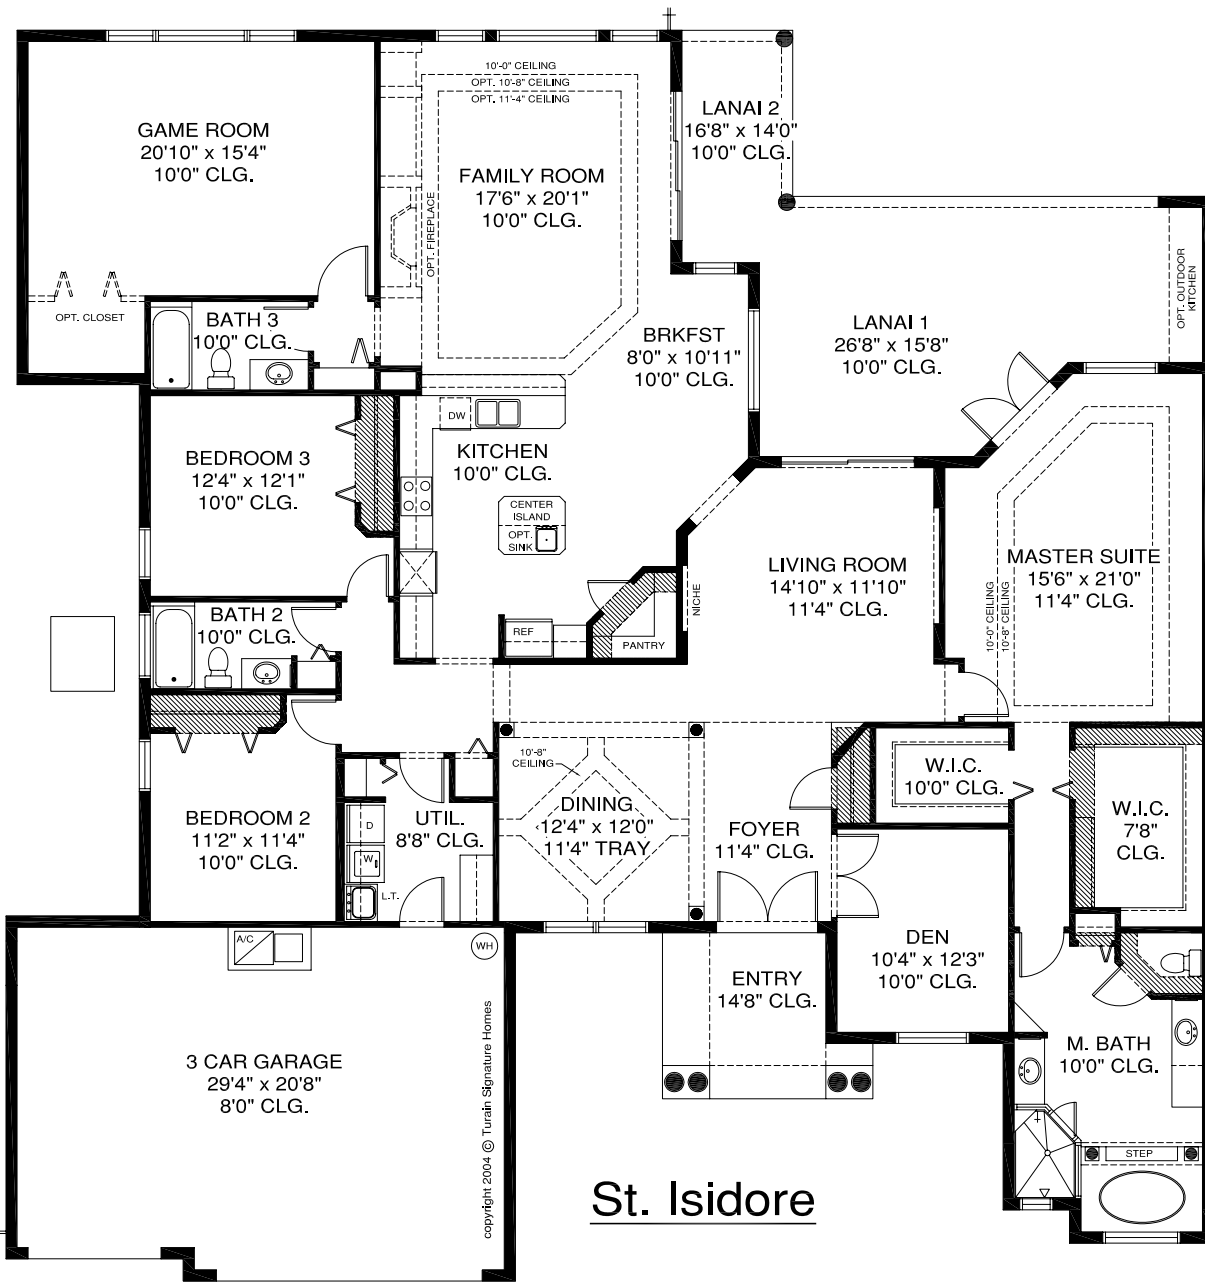 10'-0" CEILING
OPT. 10'-8" CEILING
OPT. 11'-4" CEILING
GAME ROOM
20'10" x 15'4"
10'0" CLG.
FAMILY ROOM
17'6" x 20'1"
10'0" CLG.
OPT. FIREPLACE
LANAI 2
16'8" x 14'0"
10'0" CLG.
OPT. CLOSET
BATH 3
10'0" CLG.
BRKFST
8'0" x 10'11"
10'0" CLG.
LANAI 1
26'8" x 15'8"
10'0" CLG.
OPT. OUTDOOR
KITCHEN
DW
KITCHEN
10'0" CLG.
BEDROOM 3
12'4" x 12'1"
10'0" CLG.
CENTER
ISLAND
OPT.
SINK
LIVING ROOM
14'10" x 11'10"
11'4" CLG.
NICHE
MASTER SUITE
15'6" x 21'0"
11'4" CLG.
10'-0" CEILING
10'-8" CEILING
BATH 2
10'0" CLG.
REF
PANTRY
10'-8"
CEILING
W.I.C.
10'0" CLG.
W.I.C.
7'8"
CLG.
BEDROOM 2
11'2" x 11'4"
10'0" CLG.
D
W
L.T.
UTIL.
8'8" CLG.
DINING
12'4" x 12'0"
11'4" TRAY
FOYER
11'4" CLG.
DEN
10'4" x 12'3"
10'0" CLG.
A/C
WH
ENTRY
14'8" CLG.
3 CAR GARAGE
29'4" x 20'8"
8'0" CLG.
copyright 2004 © Turain Signature Homes
M. BATH
10'0" CLG.
STEP
St. Isidore